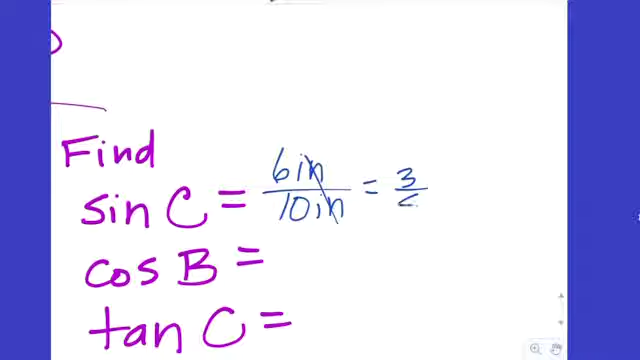 Find
sin C = 6in/10in = 3/
cos B =
tan C =